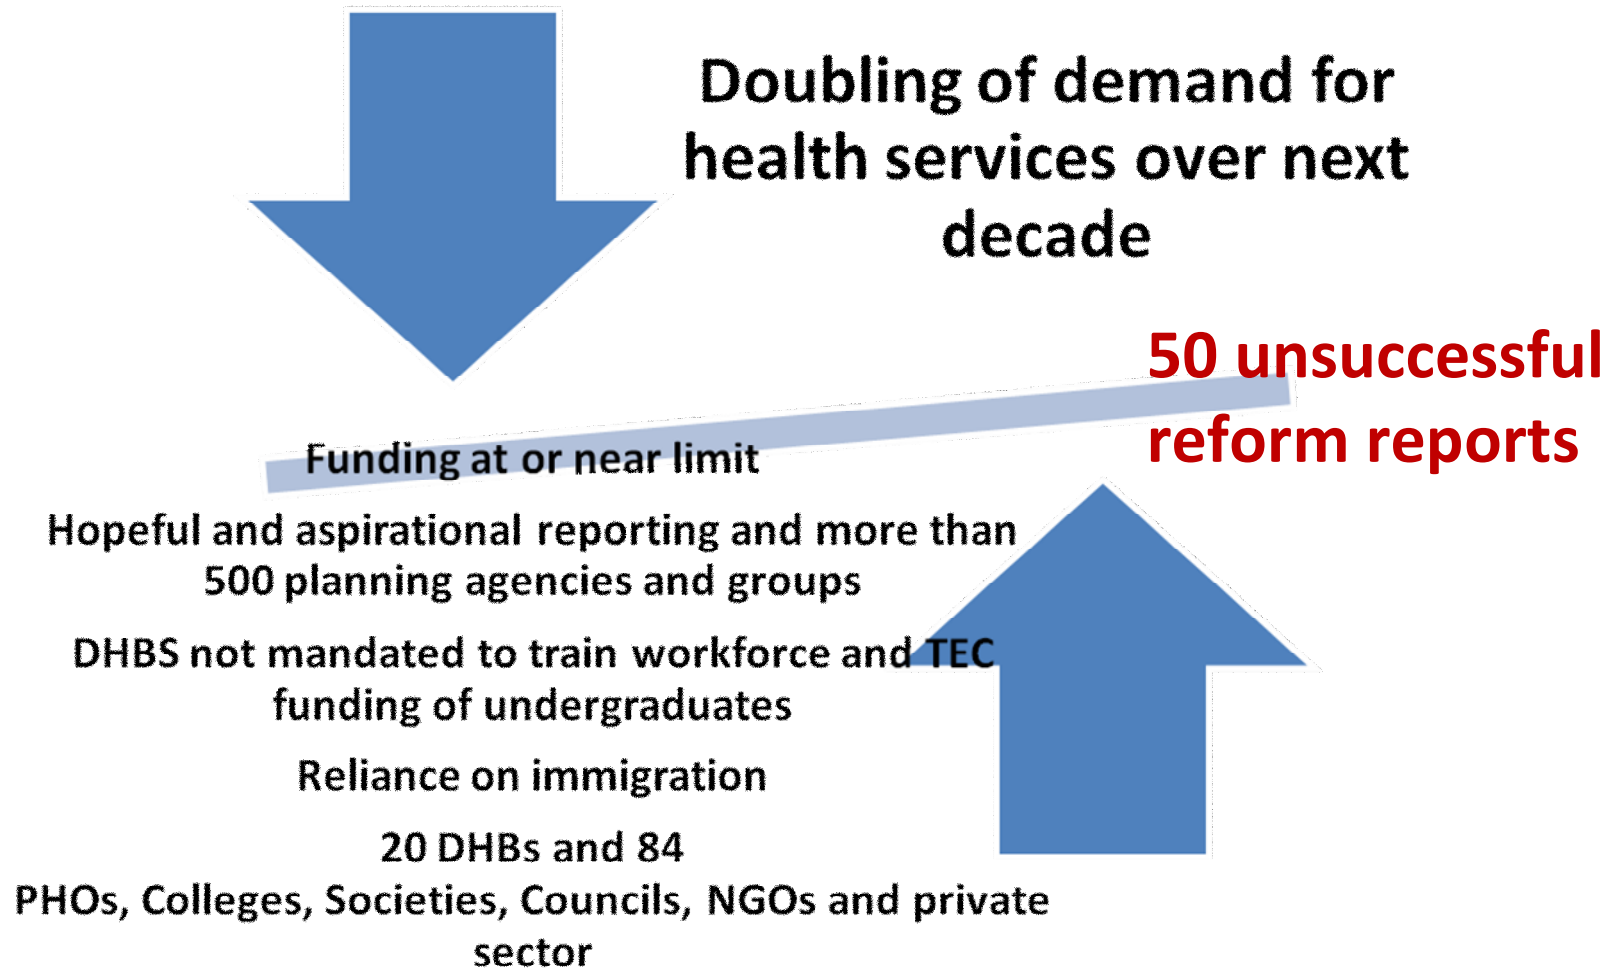 Doubling of demand for
health services over next
decade
50 unsuccessful
reform reports
Funding at or near limit
Hopeful and aspirational reporting and more than
500 planning agencies and groups
DHBS not mandated to train workforce and TEC
funding of undergraduates
Reliance on immigration
20 DHBs and 84
PHOs, Colleges, Societies, Councils, NGOs and private
sector